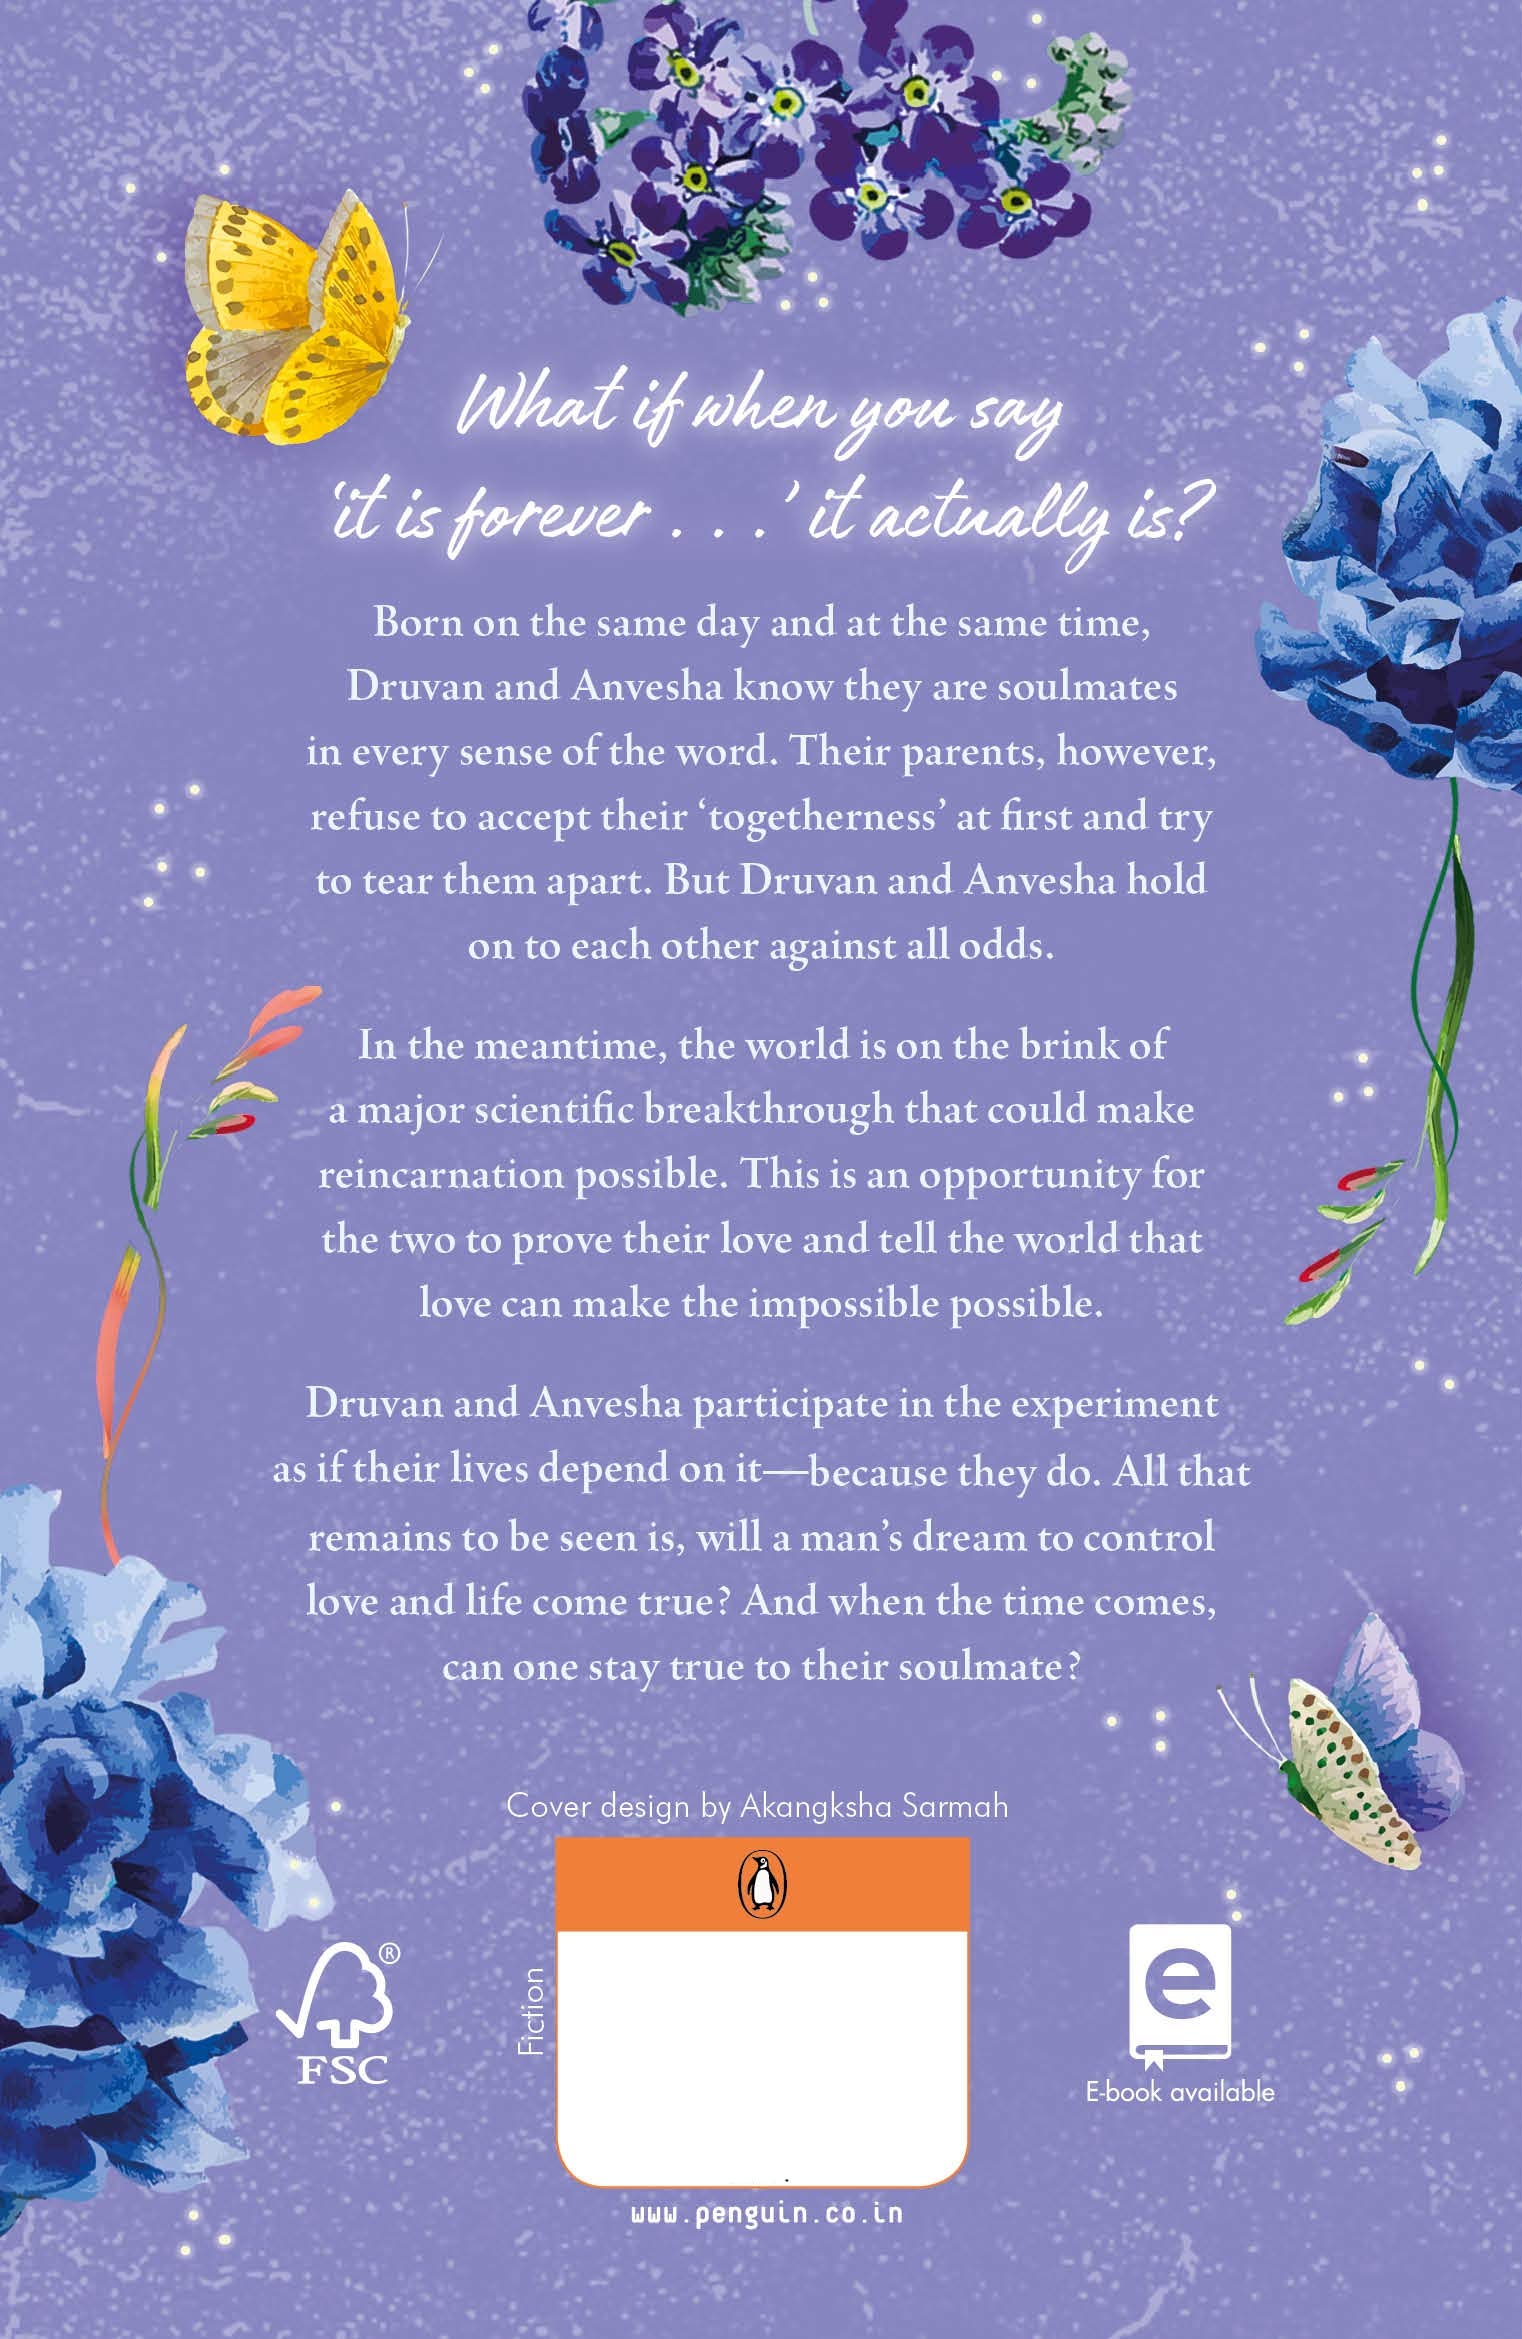 What if when you say
‘it is forever . . .’ it actually is?
Born on the same day and at the same time,
Druvan and Anvesha know they are soulmates
in every sense of the word. Their parents, however,
refuse to accept their ‘togetherness’ at first and try
to tear them apart. But Druvan and Anvesha hold
on to each other against all odds.
In the meantime, the world is on the brink of
a major scientific breakthrough that could make
reincarnation possible. This is an opportunity for
the two to prove their love and tell the world that
love can make the impossible possible.
Druvan and Anvesha participate in the experiment
as if their lives depend on it—because they do. All that
remains to be seen is, will a man’s dream to control
love and life come true? And when the time comes,
can one stay true to their soulmate?
Cover design by Akangksha Sarmah
®
FSC
Fiction
e
E-book available
www.penguin.co.in